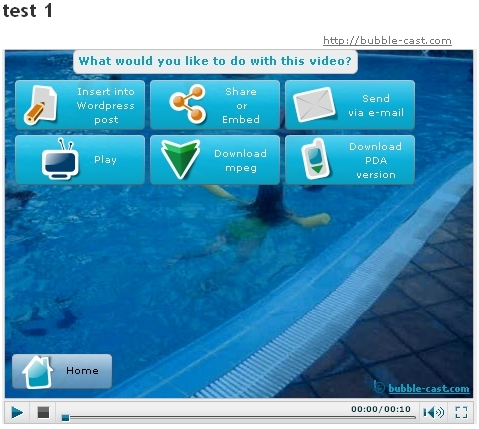 test 1
http://bubble-cast.com
What would you like to do with this video?
Insert into
Wordpress
post
Share
or
Embed
Send
via e-mail
Play
Download
mpeg
Download
PDA
version
Home
bubble-cast.com
00:00/00:10